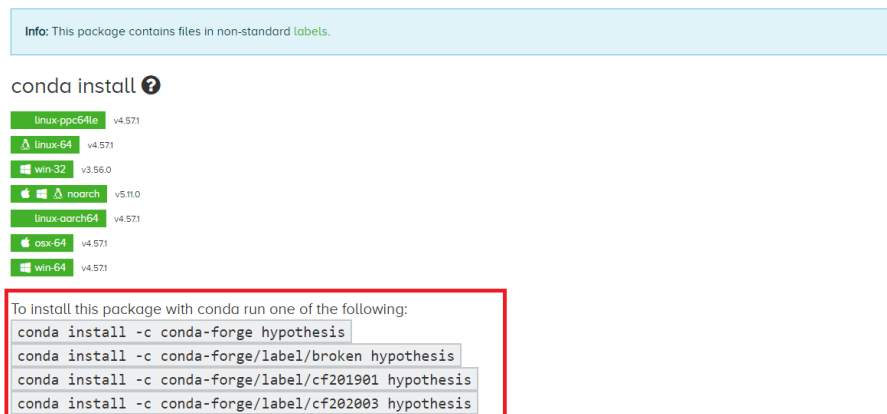 Info: This package contains files in non-standard labels.
conda install ?
linux-ppc64le v4.57.1
linux-64 v4.57.1
win-32 v3.56.0
noarch v5.11.0
linux-aarch64 v4.57.1
osx-64 v4.57.1
win-64 v4.57.1
To install this package with conda run one of the following:
conda install -c conda-forge hypothesis
conda install -c conda-forge/label/broken hypothesis
conda install -c conda-forge/label/cf201901 hypothesis
conda install -c conda-forge/label/cf202003 hypothesis